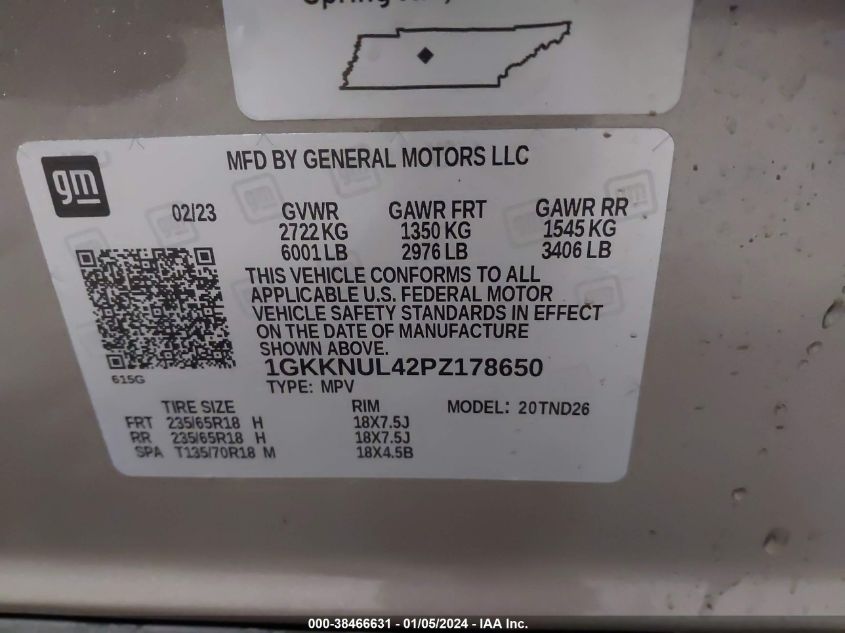 gm
MFD BY GENERAL MOTORS LLC
02/23 GVWR GAWR FRT GAWR RR
2722 KG 1350 KG 1545 KG
6001 LB 2976 LB 3406 LB
THIS VEHICLE CONFORMS TO ALL
APPLICABLE U.S. FEDERAL MOTOR
VEHICLE SAFETY STANDARDS IN EFFECT
ON THE DATE OF MANUFACTURE
SHOWN ABOVE.
1GKKNUL42PZ178650
615G
TYPE: MPV
TIRE SIZE RIM MODEL: 20TND26
FRT 235/65R18 H 18X7.5J
RR 235/65R18 H 18X7.5J
SPA T135/70R18 M 18X4.5B
000-38466631 - 01/05/2024 - IAA Inc.